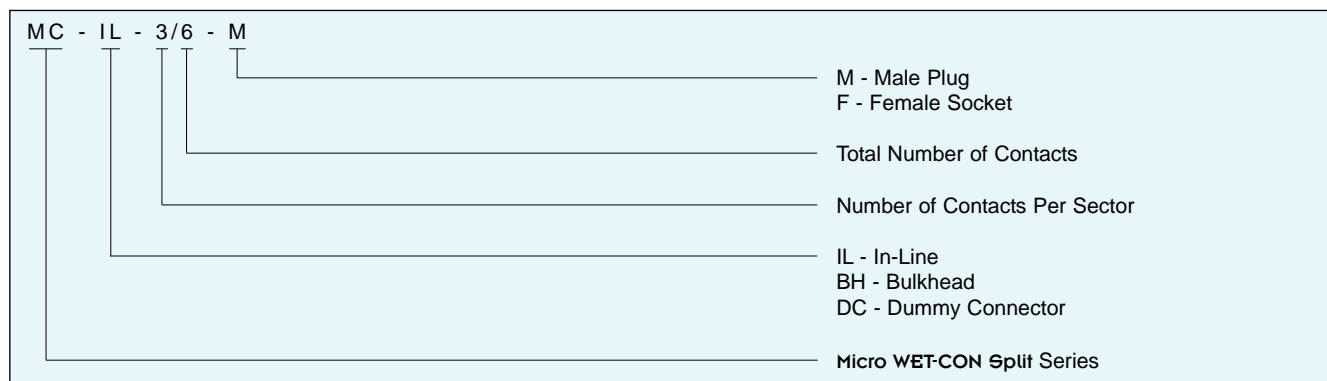 MC - IL - 3/6 - M
M - Male Plug
F - Female Socket
Total Number of Contacts
Number of Contacts Per Sector
IL - In-Line
BH - Bulkhead
DC - Dummy Connector
Micro WET-CON Split Series